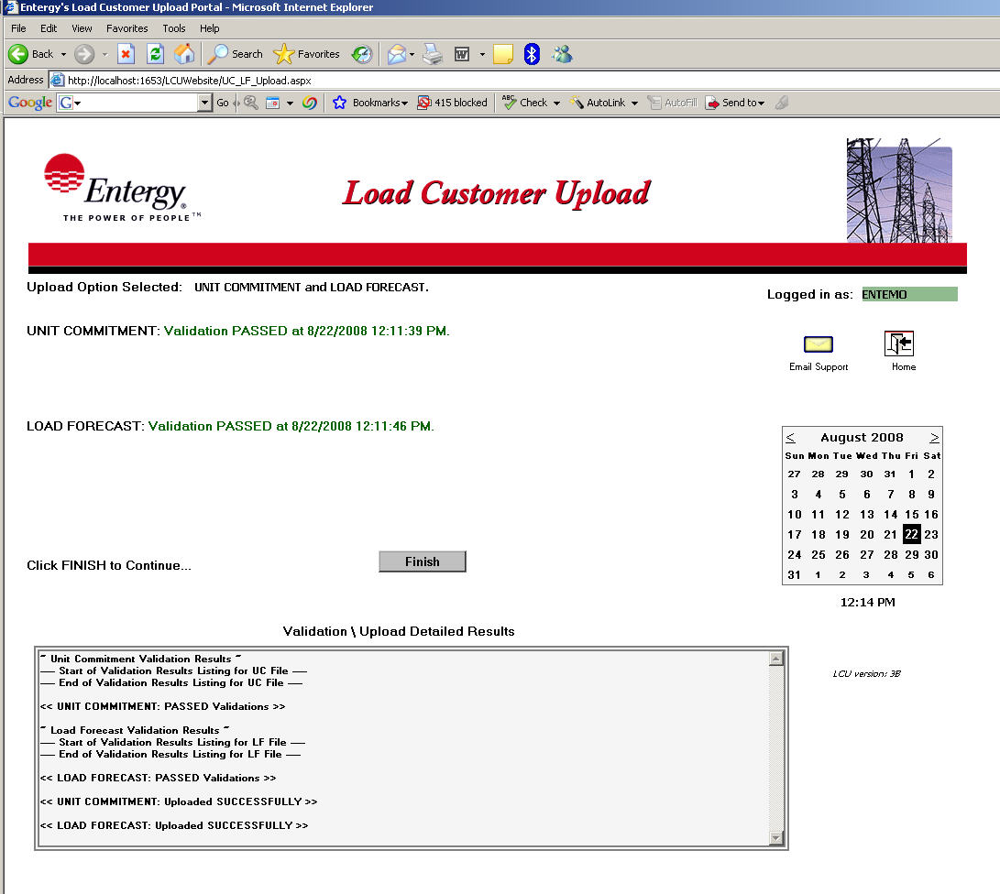 Entergy's Load Customer Upload Portal - Microsoft Internet Explorer
File Edit View Favorites Tools Help
Back Search Favorites W
Address http://localhost:1653/LCUWebsite/UC_LF_Upload.aspx
Google G Go Bookmarks 415 blocked ABC Check AutoLink AutoFill Send to
Entergy®
THE POWER OF PEOPLE™
Load Customer Upload
Upload Option Selected: UNIT COMMITMENT and LOAD FORECAST.
Logged in as: ENTEMO
UNIT COMMITMENT: Validation PASSED at 8/22/2008 12:11:39 PM.
Email Support Home
LOAD FORECAST: Validation PASSED at 8/22/2008 12:11:46 PM.
< August 2008 >
Sun Mon Tue Wed Thu Fri Sat
27 28 29 30 31 1 2
3 4 5 6 7 8 9
10 11 12 13 14 15 16
17 18 19 20 21 22 23
24 25 26 27 28 29 30
31 1 2 3 4 5 6
12:14 PM
Click FINISH to Continue...
Finish
Validation \ Upload Detailed Results
~ Unit Commitment Validation Results ~
--- Start of Validation Results Listing for UC File ---
--- End of Validation Results Listing for UC File ---
<< UNIT COMMITMENT: PASSED Validations >>
~ Load Forecast Validation Results ~
--- Start of Validation Results Listing for LF File ---
--- End of Validation Results Listing for LF File ---
<< LOAD FORECAST: PASSED Validations >>
<< UNIT COMMITMENT: Uploaded SUCCESSFULLY >>
<< LOAD FORECAST: Uploaded SUCCESSFULLY >>
LCU version: 3B